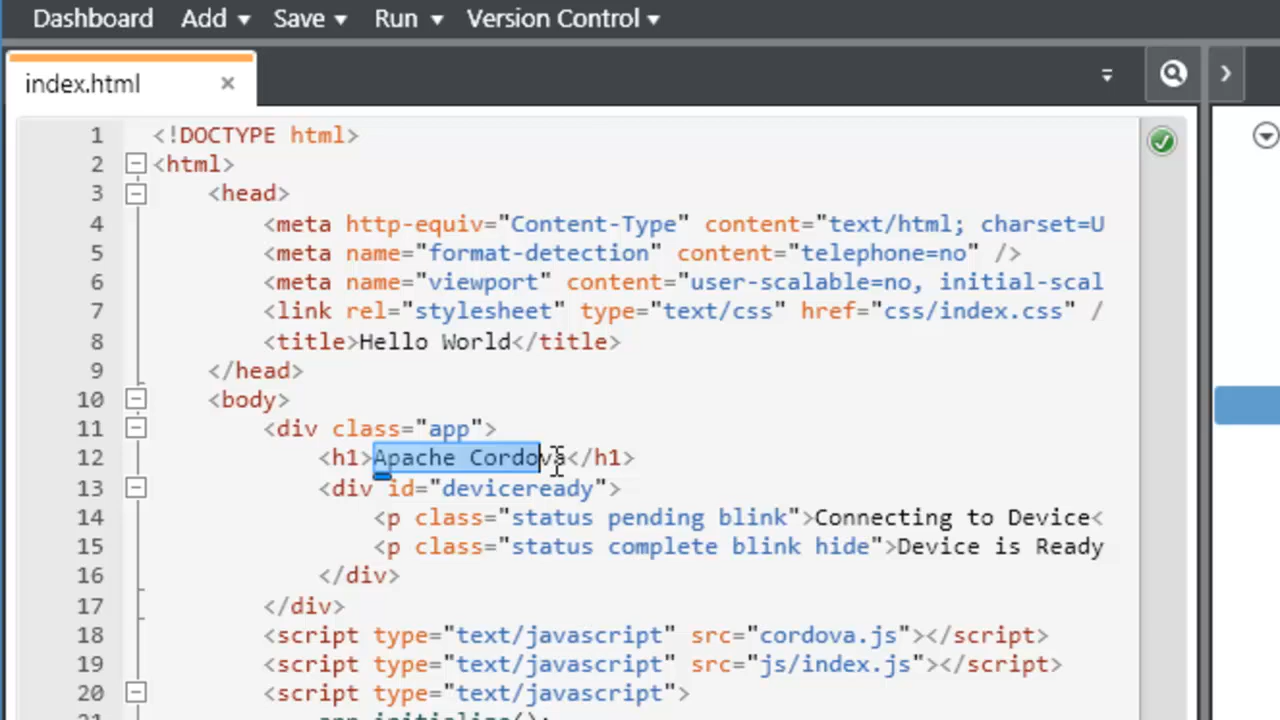 Dashboard Add Save Run Version Control
index.html
1 <!DOCTYPE html>
2 <html>
3 <head>
4 <meta http-equiv="Content-Type" content="text/html; charset=U
5 <meta name="format-detection" content="telephone=no" />
6 <meta name="viewport" content="user-scalable=no, initial-scal
7 <link rel="stylesheet" type="text/css" href="css/index.css" /
8 <title>Hello World</title>
9 </head>
10 <body>
11 <div class="app">
12 <h1>Apache Cordova</h1>
13 <div id="deviceready">
14 <p class="status pending blink">Connecting to Device<
15 <p class="status complete blink hide">Device is Ready
16 </div>
17 </div>
18 <script type="text/javascript" src="cordova.js"></script>
19 <script type="text/javascript" src="js/index.js"></script>
20 <script type="text/javascript">
21 app.initialize();